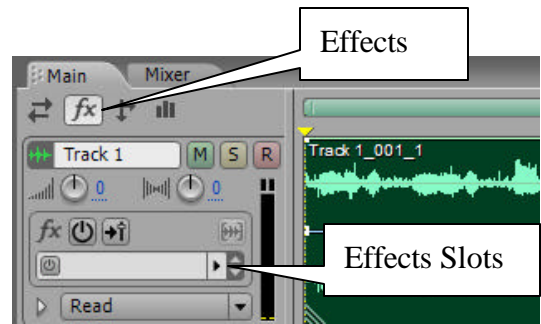 Effects
Main Mixer
fx
Track 1 M S R
Track 1_001_1
0 0
fx
Effects Slots
Read